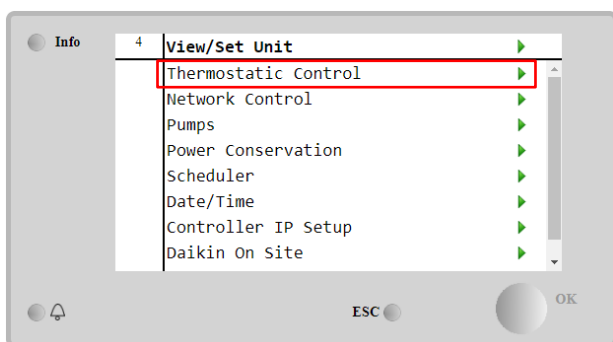 Info
4 View/Set Unit
Thermostatic Control
Network Control
Pumps
Power Conservation
Scheduler
Date/Time
Controller IP Setup
Daikin On Site
ESC
OK